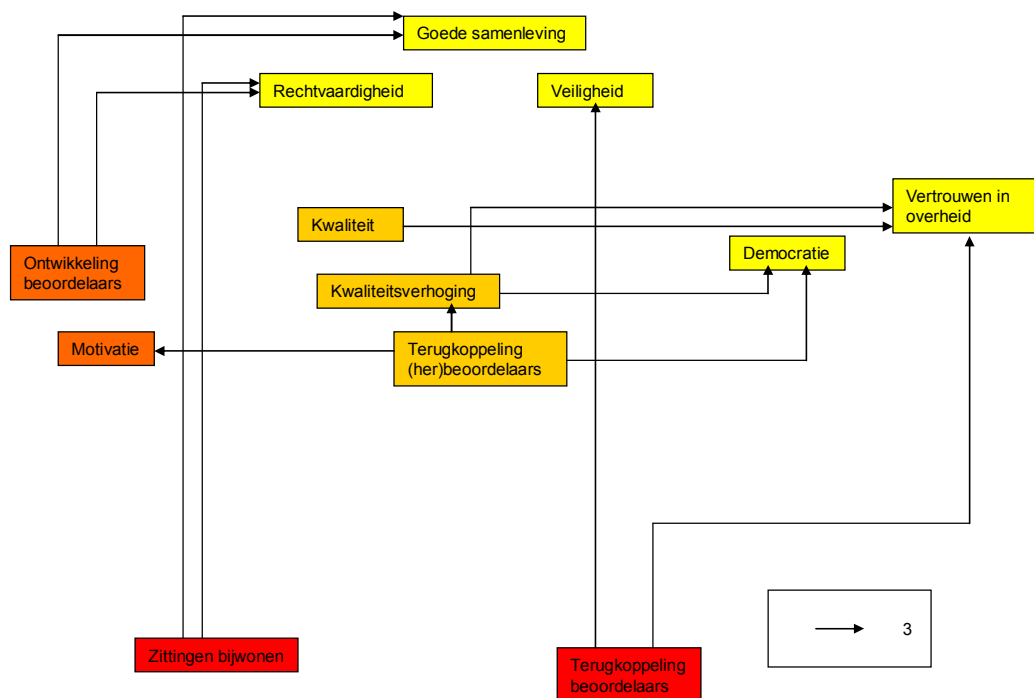 Goede samenleving
Rechtvaardigheid
Veiligheid
Vertrouwen in
overheid
Kwaliteit
Democratie
Ontwikkeling
beoordelaars
Kwaliteitsverhoging
Motivatie
Terugkoppeling
(her)beoordelaars
3
Zittingen bijwonen
Terugkoppeling
beoordelaars